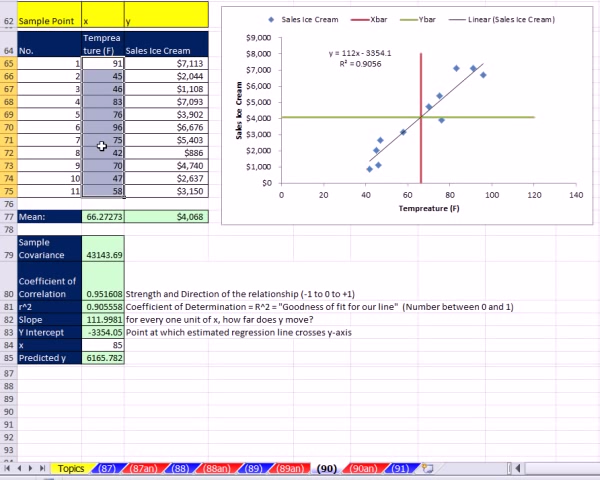 62 Sample Point x y
64 No. Temprea ture (F) Sales Ice Cream
65 1 91 $7,113
66 2 45 $2,044
67 3 46 $1,108
68 4 83 $7,093
69 5 76 $3,902
70 6 96 $6,676
71 7 75 $5,403
72 8 42 $886
73 9 70 $4,740
74 10 47 $2,637
75 11 58 $3,150
76
77 Mean: 66.27273 $4,068
78
79 Sample Covariance 43143.69
80 Coefficient of Correlation 0.951608 Strength and Direction of the relationship (-1 to 0 to +1)
81 r^2 0.905558 Coefficient of Determination = R^2 = "Goodness of fit for our line" (Number between 0 and 1)
82 Slope 111.9981 for every one unit of x, how far does y move?
83 Y Intercept -3354.05 Point at which estimated regression line crosses y-axis
84 x 85
85 Predicted y 6165.782
87
88
89
90
91
92
93
Sales Ice Cream Xbar Ybar Linear (Sales Ice Cream)
y = 112x - 3354.1
R² = 0.9056
$9,000
$8,000
$7,000
$6,000
$5,000
$4,000
$3,000
$2,000
$1,000
$0
Sales Ice Cream
0 20 40 60 80 100 120 140
Tempreature (F)
Topics (87) (87an) (88) (88an) (89) (89an) (90) (90an) (91)